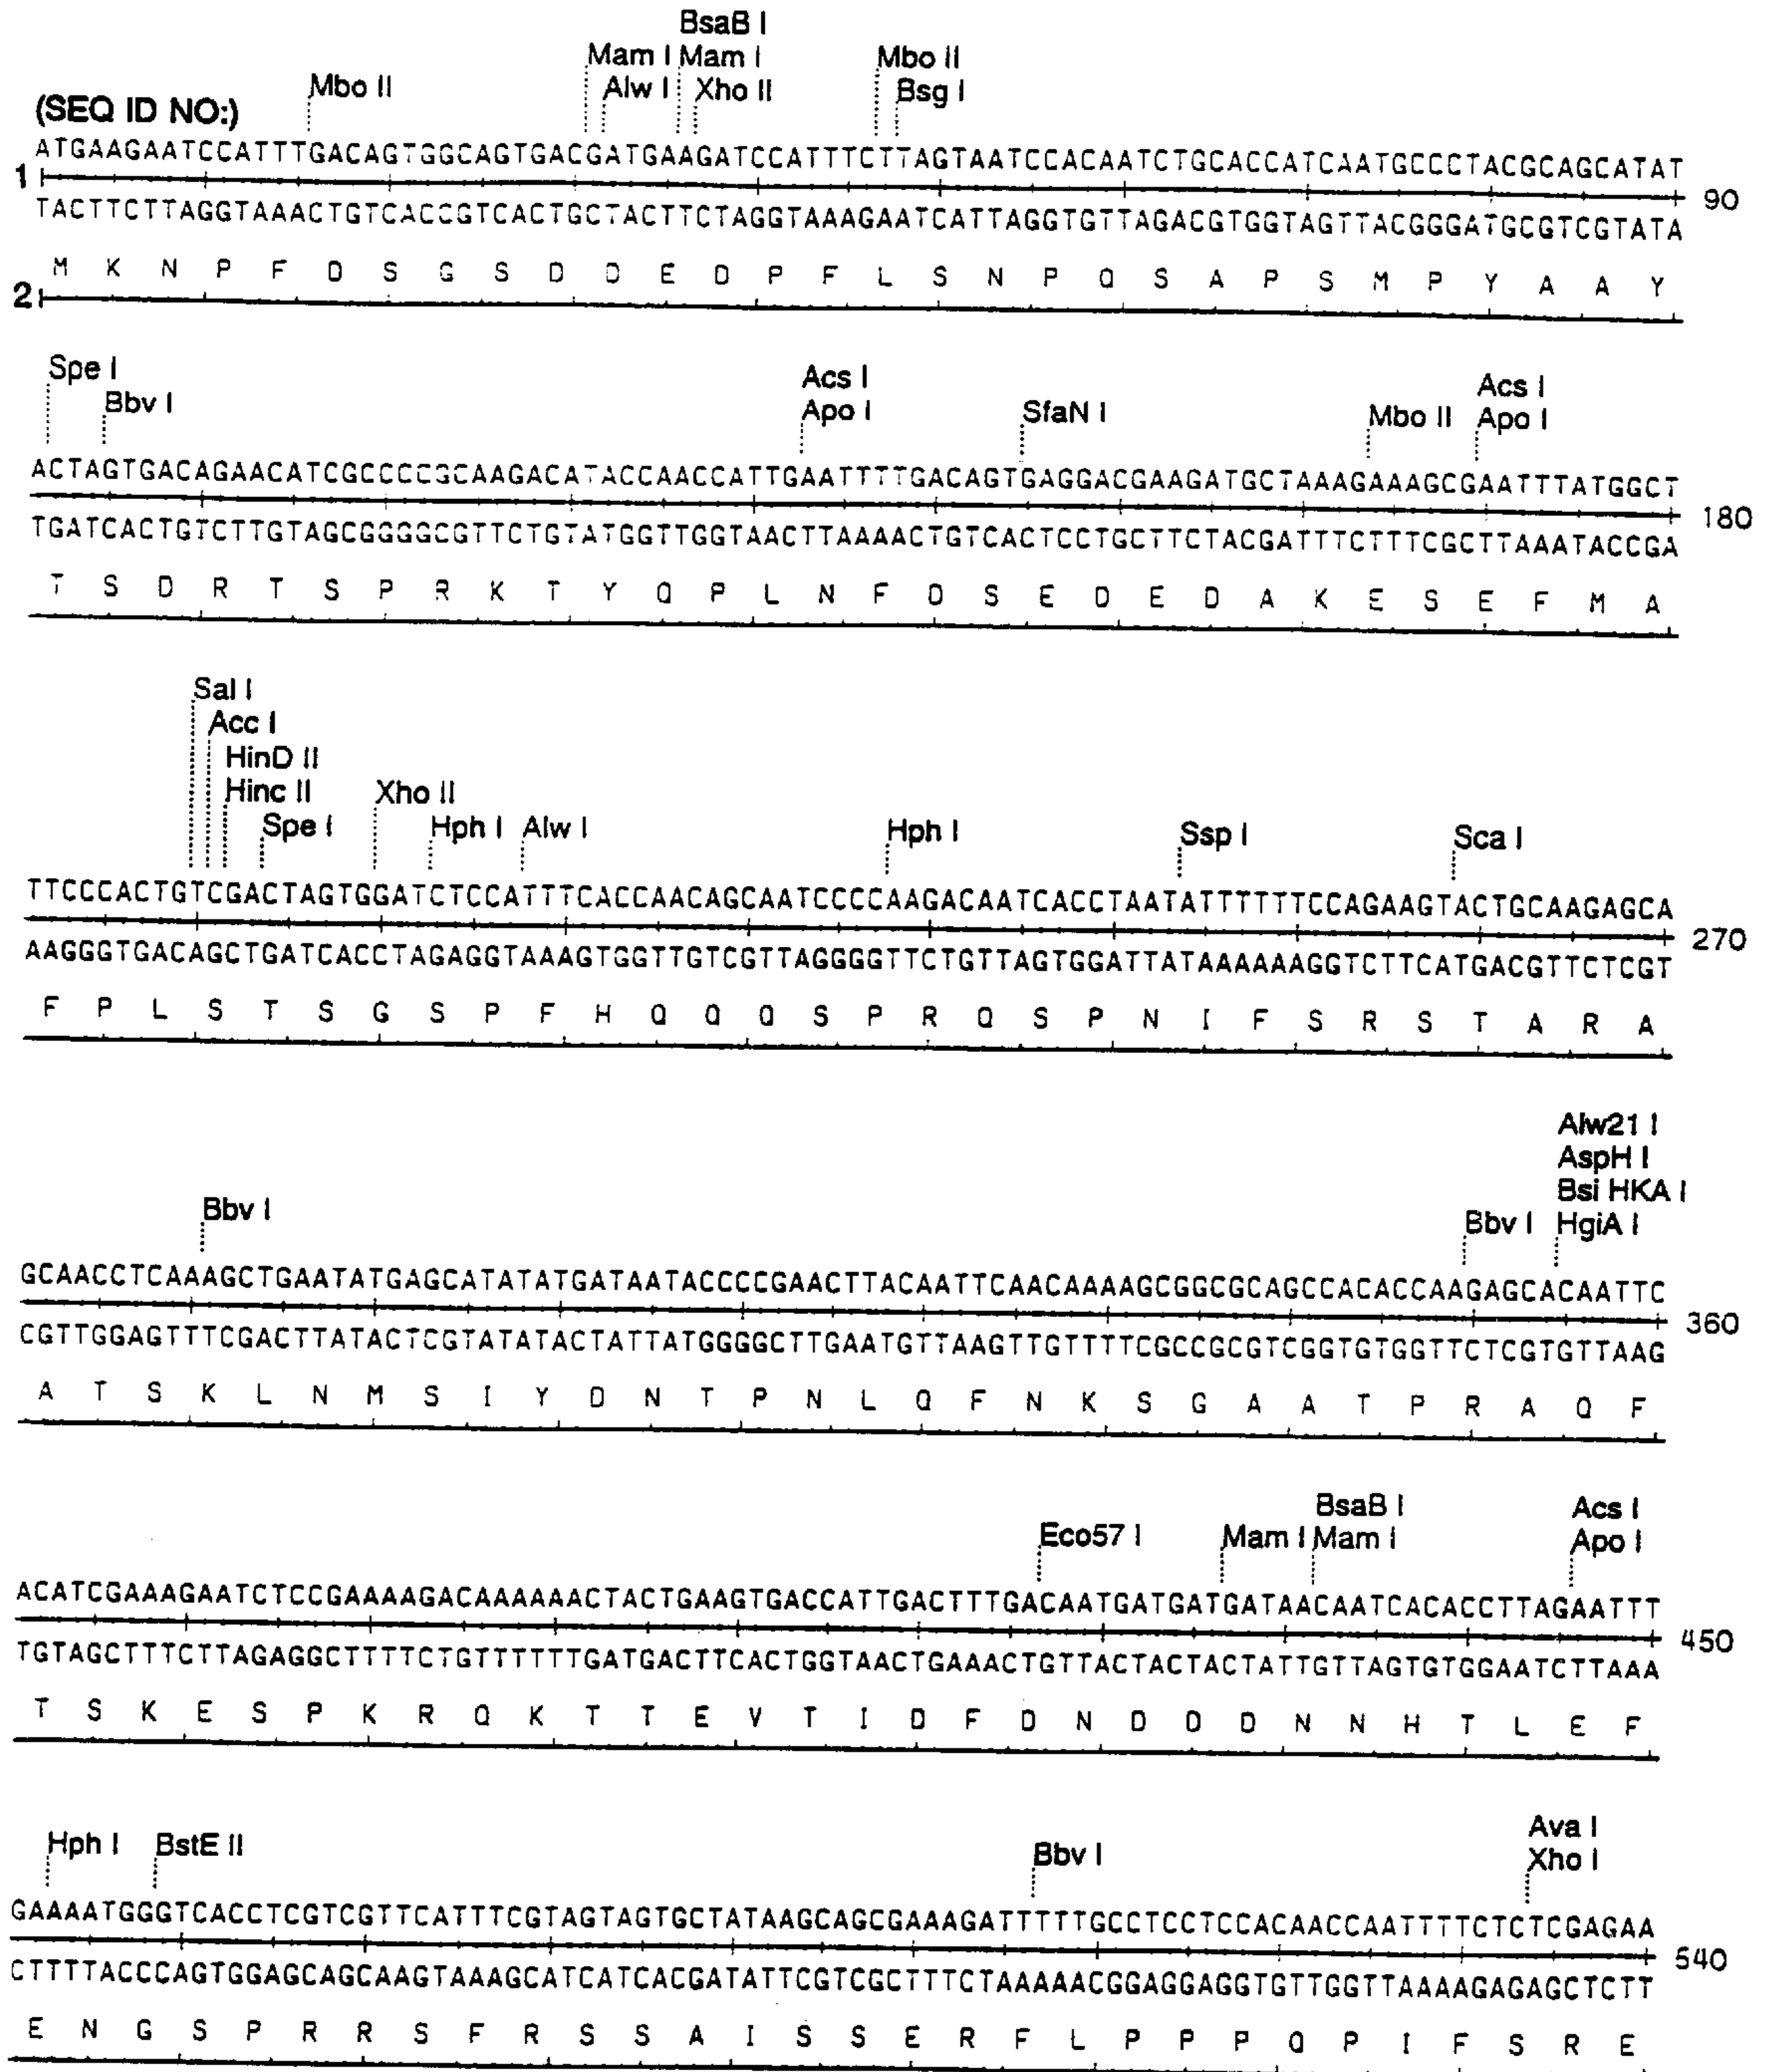 BsaB I
Mam I Mam I Mbo II
Mbo II Alw I Xho II Bsg I
(SEQ ID NO:)
ATGAAGAATCCATTTGACAGTGGCAGTGACGATGAAGATCCATTTCTTAGTAATCCACAATCTGCACCATCAATGCCCTACGCAGCATAT
1 90
TACTTCTTAGGTAAACTGTCACCGTCACTGCTACTTCTAGGTAAAGAATCATTAGGTGTTAGACGTGGTAGTTACGGGATGCGTCGTATA
M K N P F D S G S D D E D P F L S N P Q S A P S M P Y A A Y
2
Spe I Acs I Acs I
Bbv I Apo I SfaN I Mbo II Apo I
ACTAGTGACAGAACATCGCCCCGCAAGACATACCAACCATTGAATTTTGACAGTGAGGACGAAGATGCTAAAGAAAGCGAATTTATGGCT
180
TGATCACTGTCTTGTAGCGGGGCGTTCTGTATGGTTGGTAACTTAAAACTGTCACTCCTGCTTCTACGATTTCTTTCGCTTAAATACCGA
T S D R T S P R K T Y Q P L N F D S E D E D A K E S E F M A
Sal I
Acc I
HinD II
Hinc II Xho II
Spe I Hph I Alw I Hph I Ssp I Sca I
TTCCCACTGTCGACTAGTGGATCTCCATTTCACCAACAGCAATCCCCAAGACAATCACCTAATATTTTTTCCAGAAGTACTGCAAGAGCA
270
AAGGGTGACAGCTGATCACCTAGAGGTAAAGTGGTTGTCGTTAGGGGTTCTGTTAGTGGATTATAAAAAAGGTCTTCATGACGTTCTCGT
F P L S T S G S P F H Q Q Q S P R Q S P N I F S R S T A R A
Alw21 I
AspH I
Bsi HKA I
Bbv I Bbv I HgiA I
GCAACCTCAAAGCTGAATATGAGCATATATGATAATACCCCGAACTTACAATTCAACAAAAGCGGCGCAGCCACACCAAGAGCACAATTC
360
CGTTGGAGTTTCGACTTATACTCGTATATACTATTATGGGGCTTGAATGTTAAGTTGTTTTCGCCGCGTCGGTGTGGTTCTCGTGTTAAG
A T S K L N M S I Y D N T P N L Q F N K S G A A T P R A Q F
BsaB I Acs I
Eco57 I Mam I Mam I Apo I
ACATCGAAAGAATCTCCGAAAAGACAAAAAACTACTGAAGTGACCATTGACTTTGACAATGATGATGATAACAATCACACCTTAGAATTT
450
TGTAGCTTTCTTAGAGGCTTTTCTGTTTTTTGATGACTTCACTGGTAACTGAAACTGTTACTACTACTATTGTTAGTGTGGAATCTTAAA
T S K E S P K R Q K T T E V T I D F D N D D D N N H T L E F
Ava I
Hph I BstE II Bbv I Xho I
GAAAATGGGTCACCTCGTCGTTCATTTCGTAGTAGTGCTATAAGCAGCGAAAGATTTTTGCCTCCTCCACAACCAATTTTCTCTCGAGAA
540
CTTTTACCCAGTGGAGCAGCAAGTAAAGCATCATCACGATATTCGTCGCTTTCTAAAAACGGAGGAGGTGTTGGTTAAAAGAGAGCTCTT
E N G S P R R S F R S S A I S S E R F L P P P Q P I F S R E